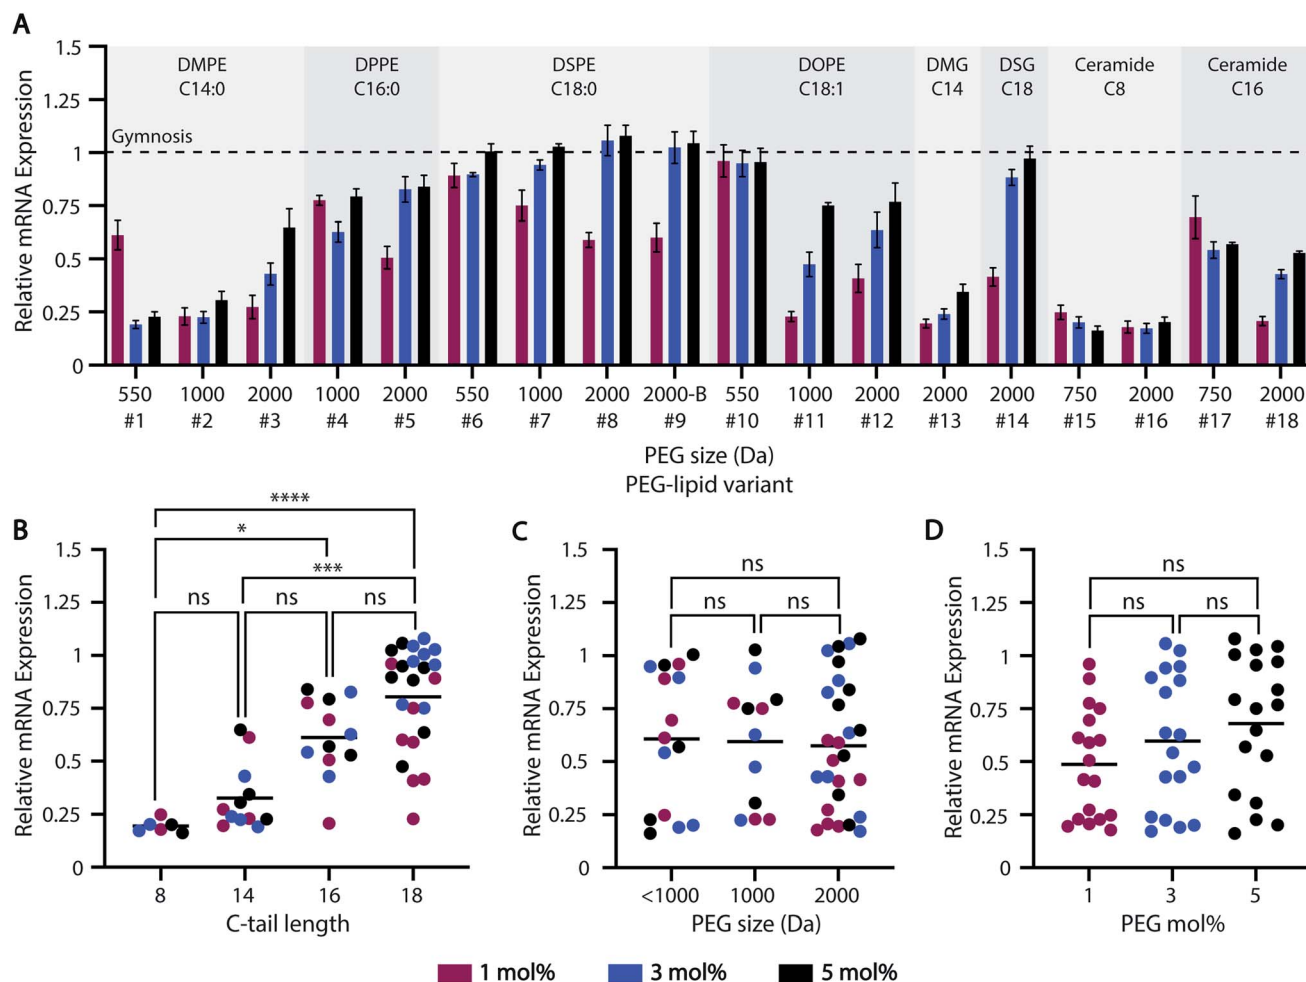 A
Relative mRNA Expression
1.5
1.25
1
0.75
0.5
0.25
0
DMPE DPPE DSPE DOPE DMG DSG Ceramide Ceramide
C14:0 C16:0 C18:0 C18:1 C14 C18 C8 C16
Gymnosis
550 1000 2000 1000 2000 550 1000 2000 2000-B 550 1000 2000 2000 2000 750 2000 750 2000
#1 #2 #3 #4 #5 #6 #7 #8 #9 #10 #11 #12 #13 #14 #15 #16 #17 #18
PEG size (Da)
PEG-lipid variant
B
Relative mRNA Expression
1.5
1.25
1
0.75
0.5
0.25
0
****
*
***
ns ns ns
8 14 16 18
C-tail length
C
Relative mRNA Expression
1.5
1.25
1
0.75
0.5
0.25
0
ns
ns ns
<1000 1000 2000
PEG size (Da)
D
Relative mRNA Expression
1.5
1.25
1
0.75
0.5
0.25
0
ns
ns ns
1 3 5
PEG mol%
1 mol% 3 mol% 5 mol%